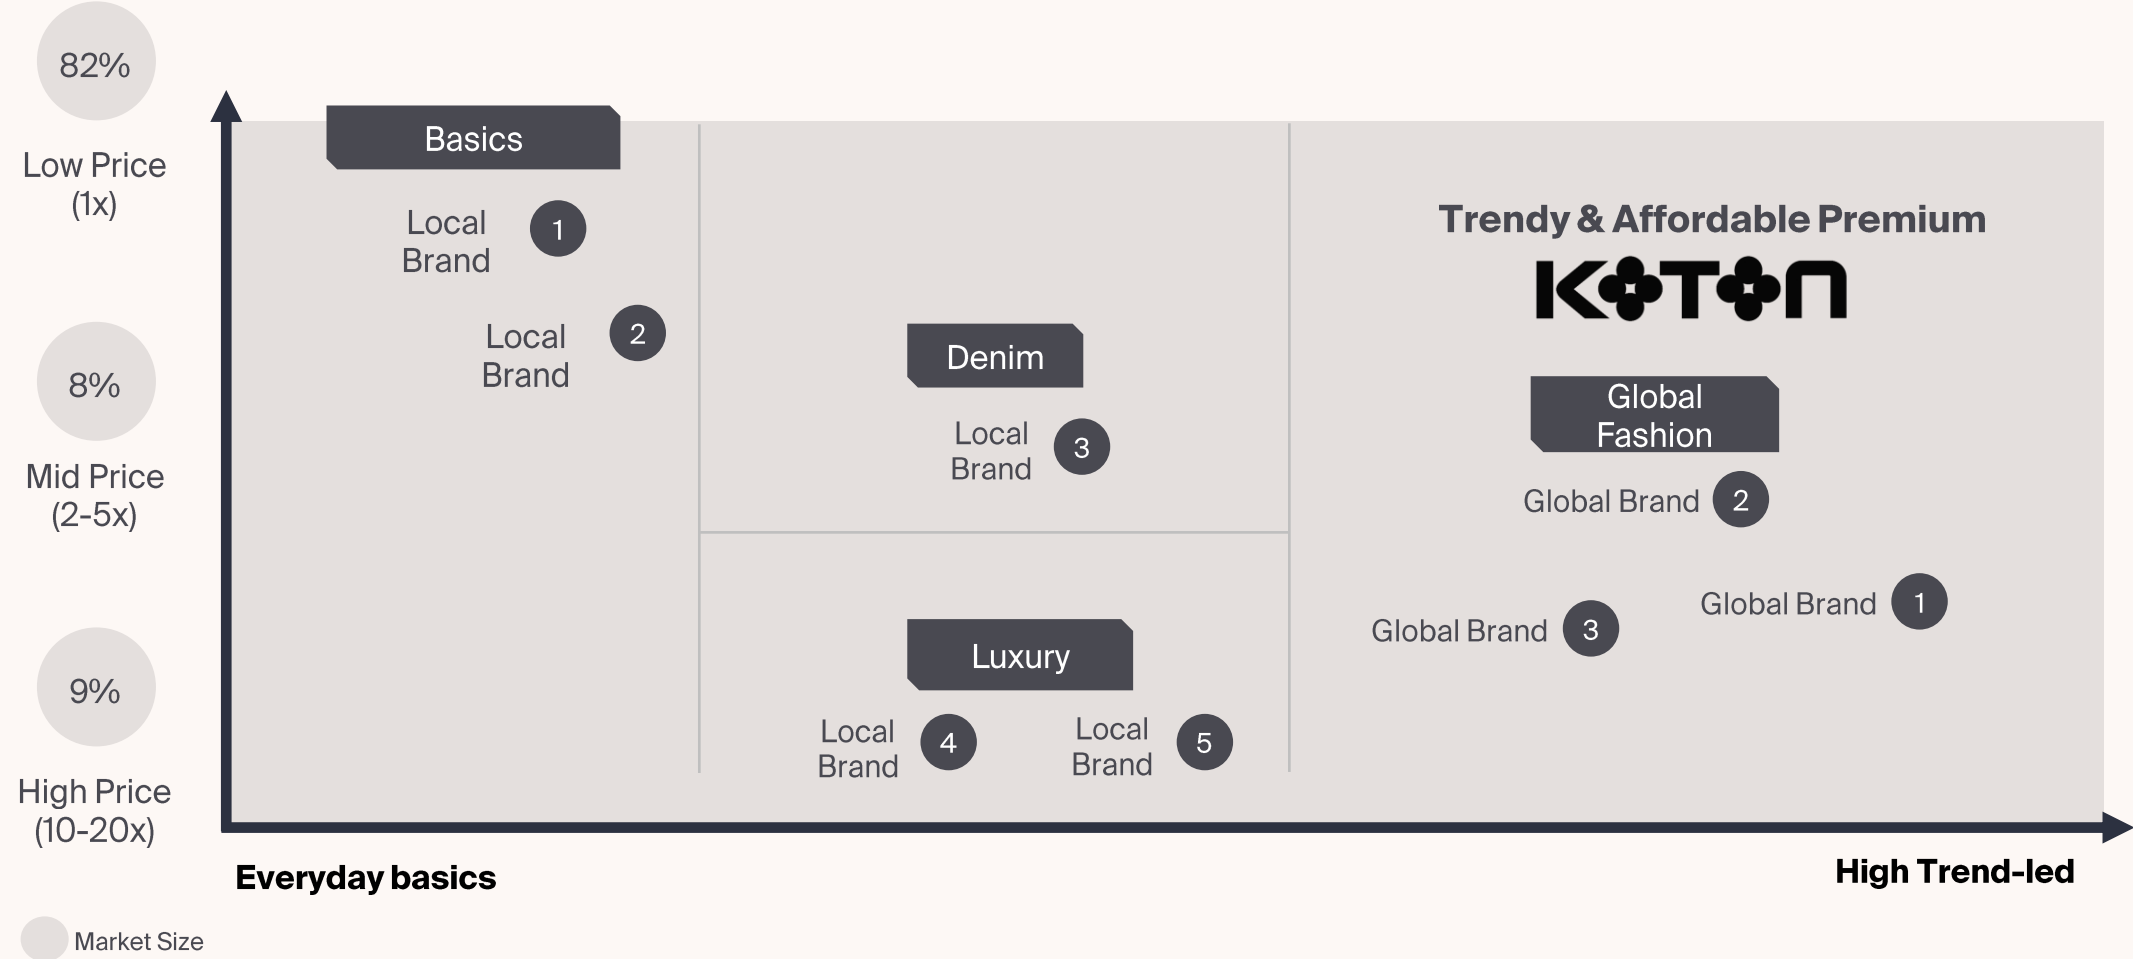 82%
Low Price
(1x)
8%
Mid Price
(2-5x)
9%
High Price
(10-20x)
Basics
Local
Brand
1
Local
Brand
2
Denim
Local
Brand
3
Luxury
Local
Brand
4
Local
Brand
5
Trendy & Affordable Premium
KOTON
Global
Fashion
Global Brand
2
Global Brand
1
Global Brand
3
Everyday basics
High Trend-led
Market Size